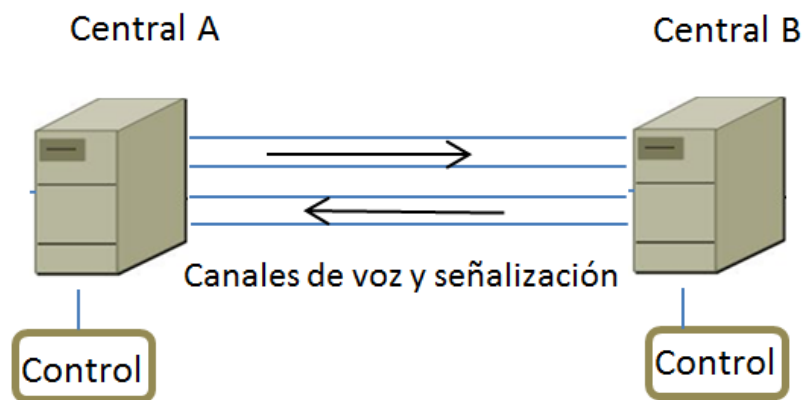 Central A
Central B
Canales de voz y señalización
Control
Control